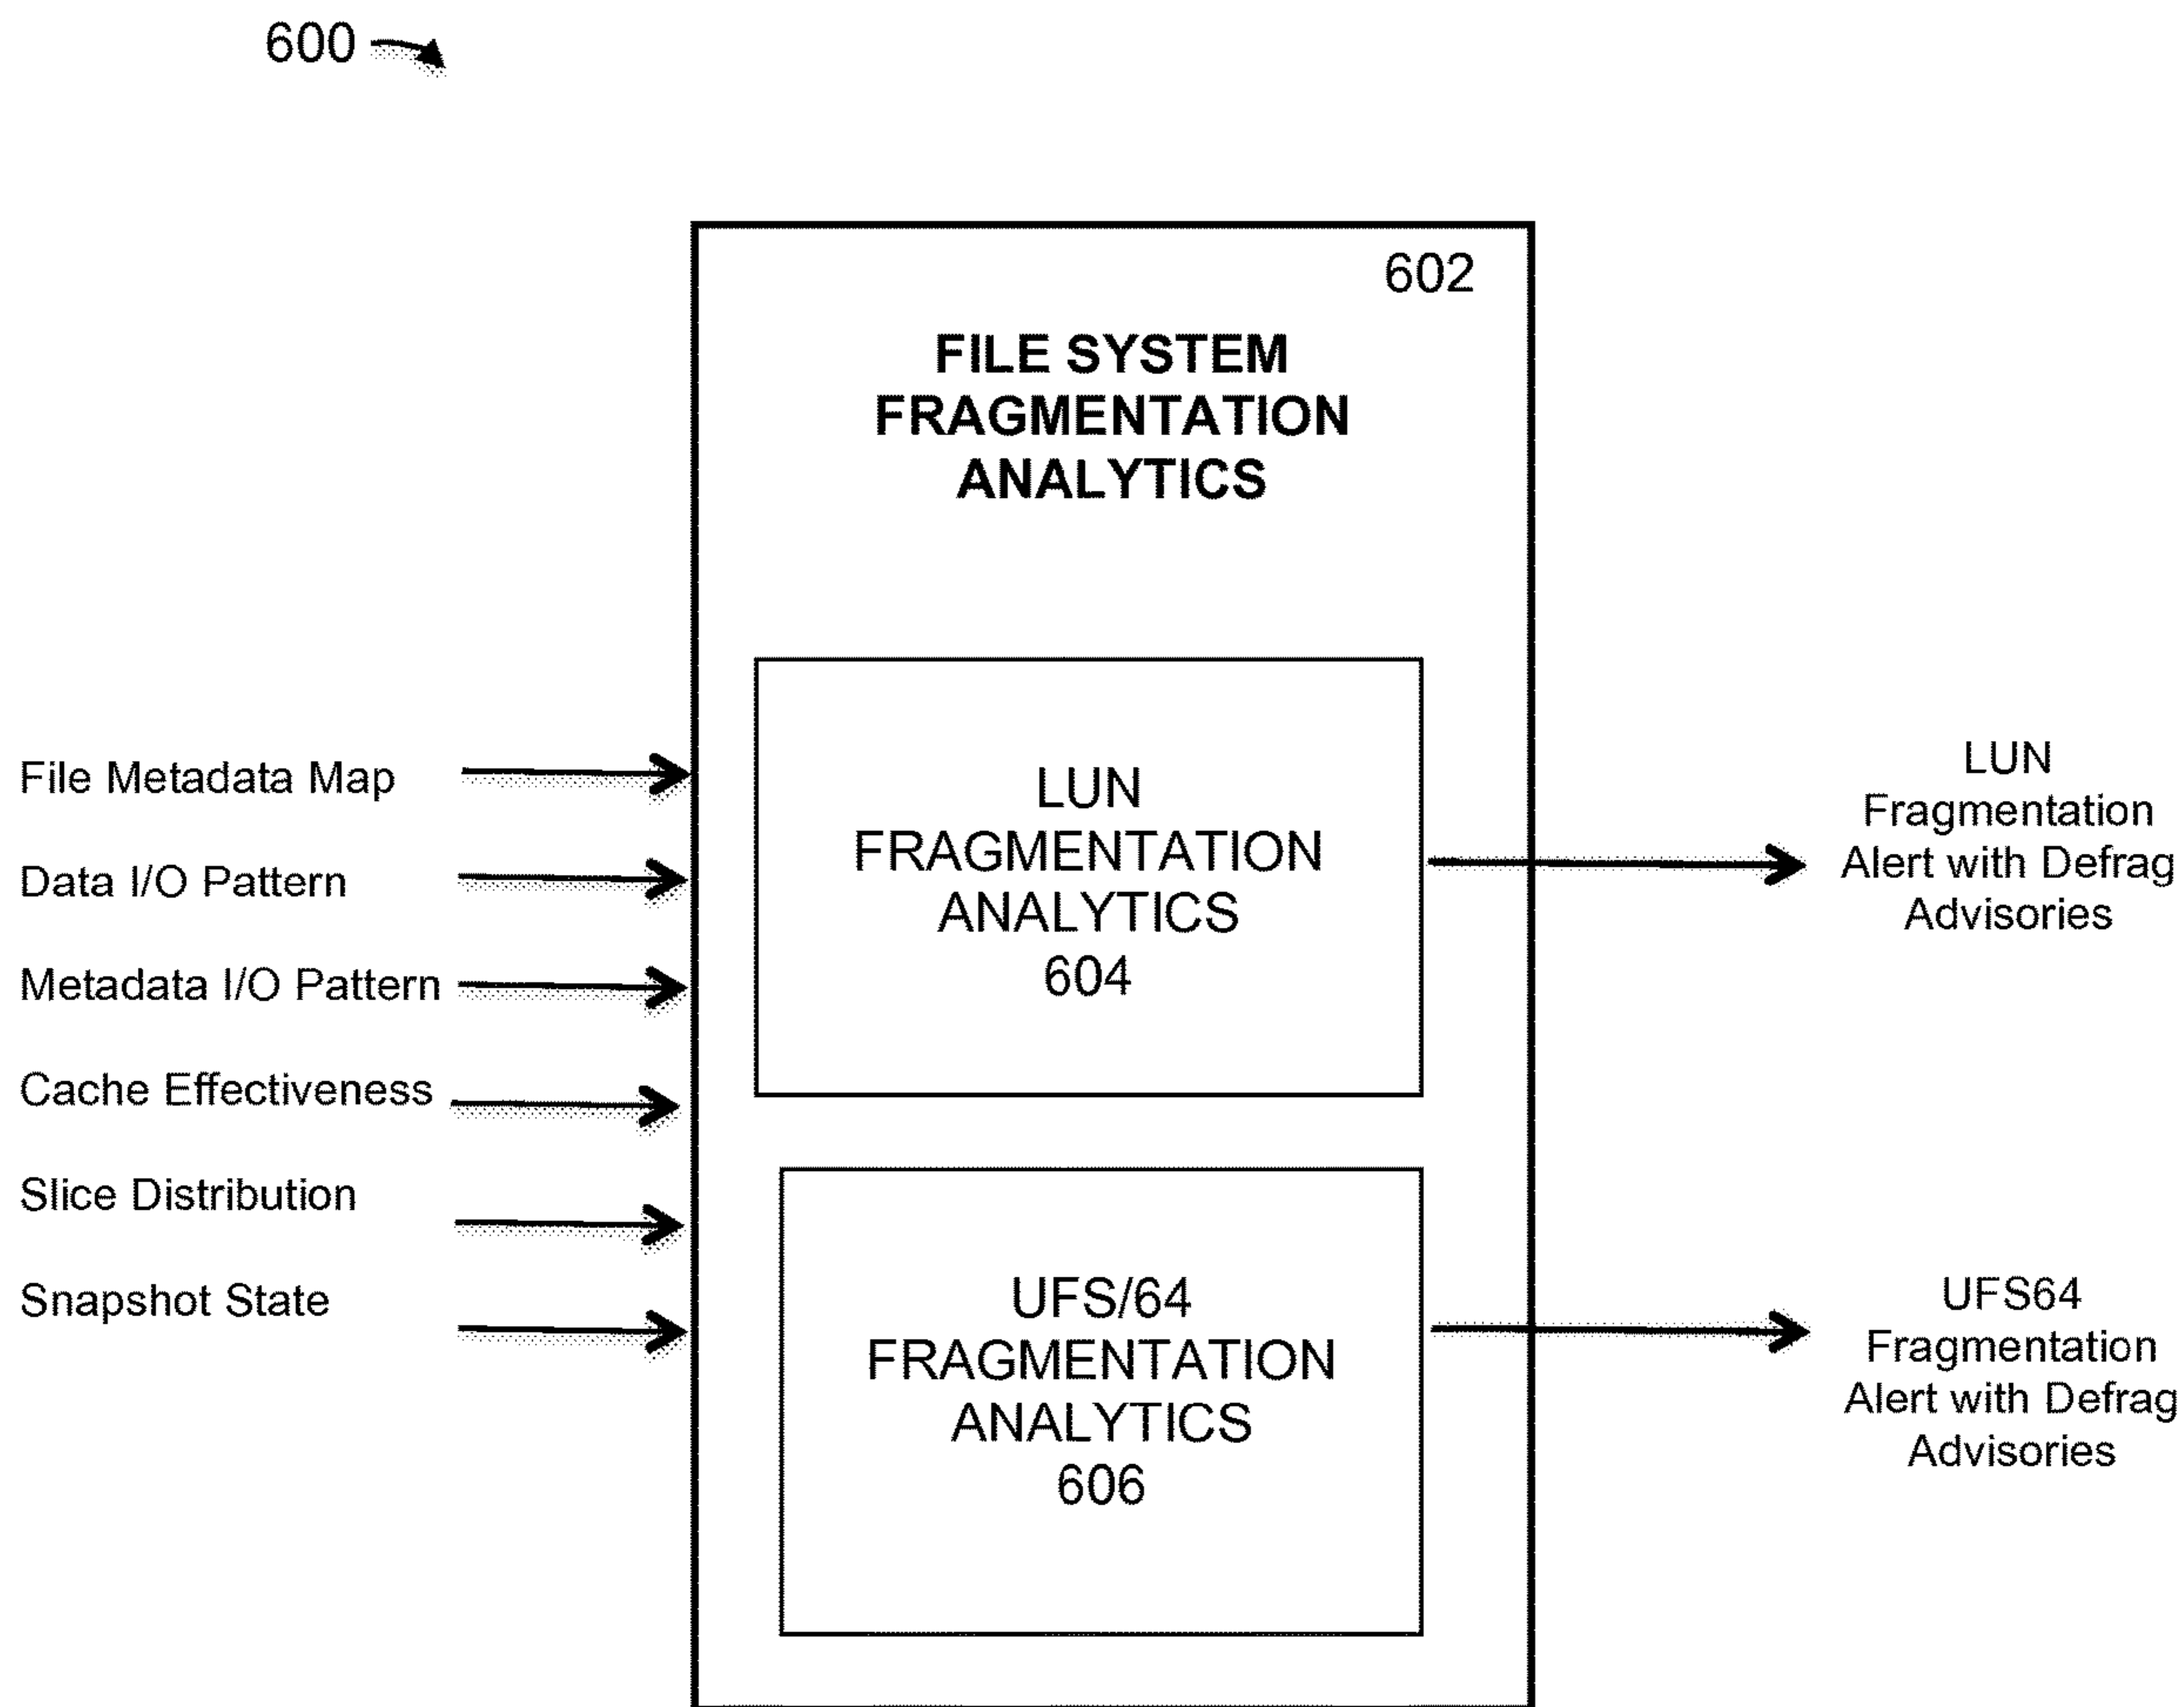 600
602
FILE SYSTEM
FRAGMENTATION
ANALYTICS
File Metadata Map
Data I/O Pattern
Metadata I/O Pattern
Cache Effectiveness
Slice Distribution
Snapshot State
LUN
FRAGMENTATION
ANALYTICS
604
UFS/64
FRAGMENTATION
ANALYTICS
606
LUN
Fragmentation
Alert with Defrag
Advisories
UFS64
Fragmentation
Alert with Defrag
Advisories